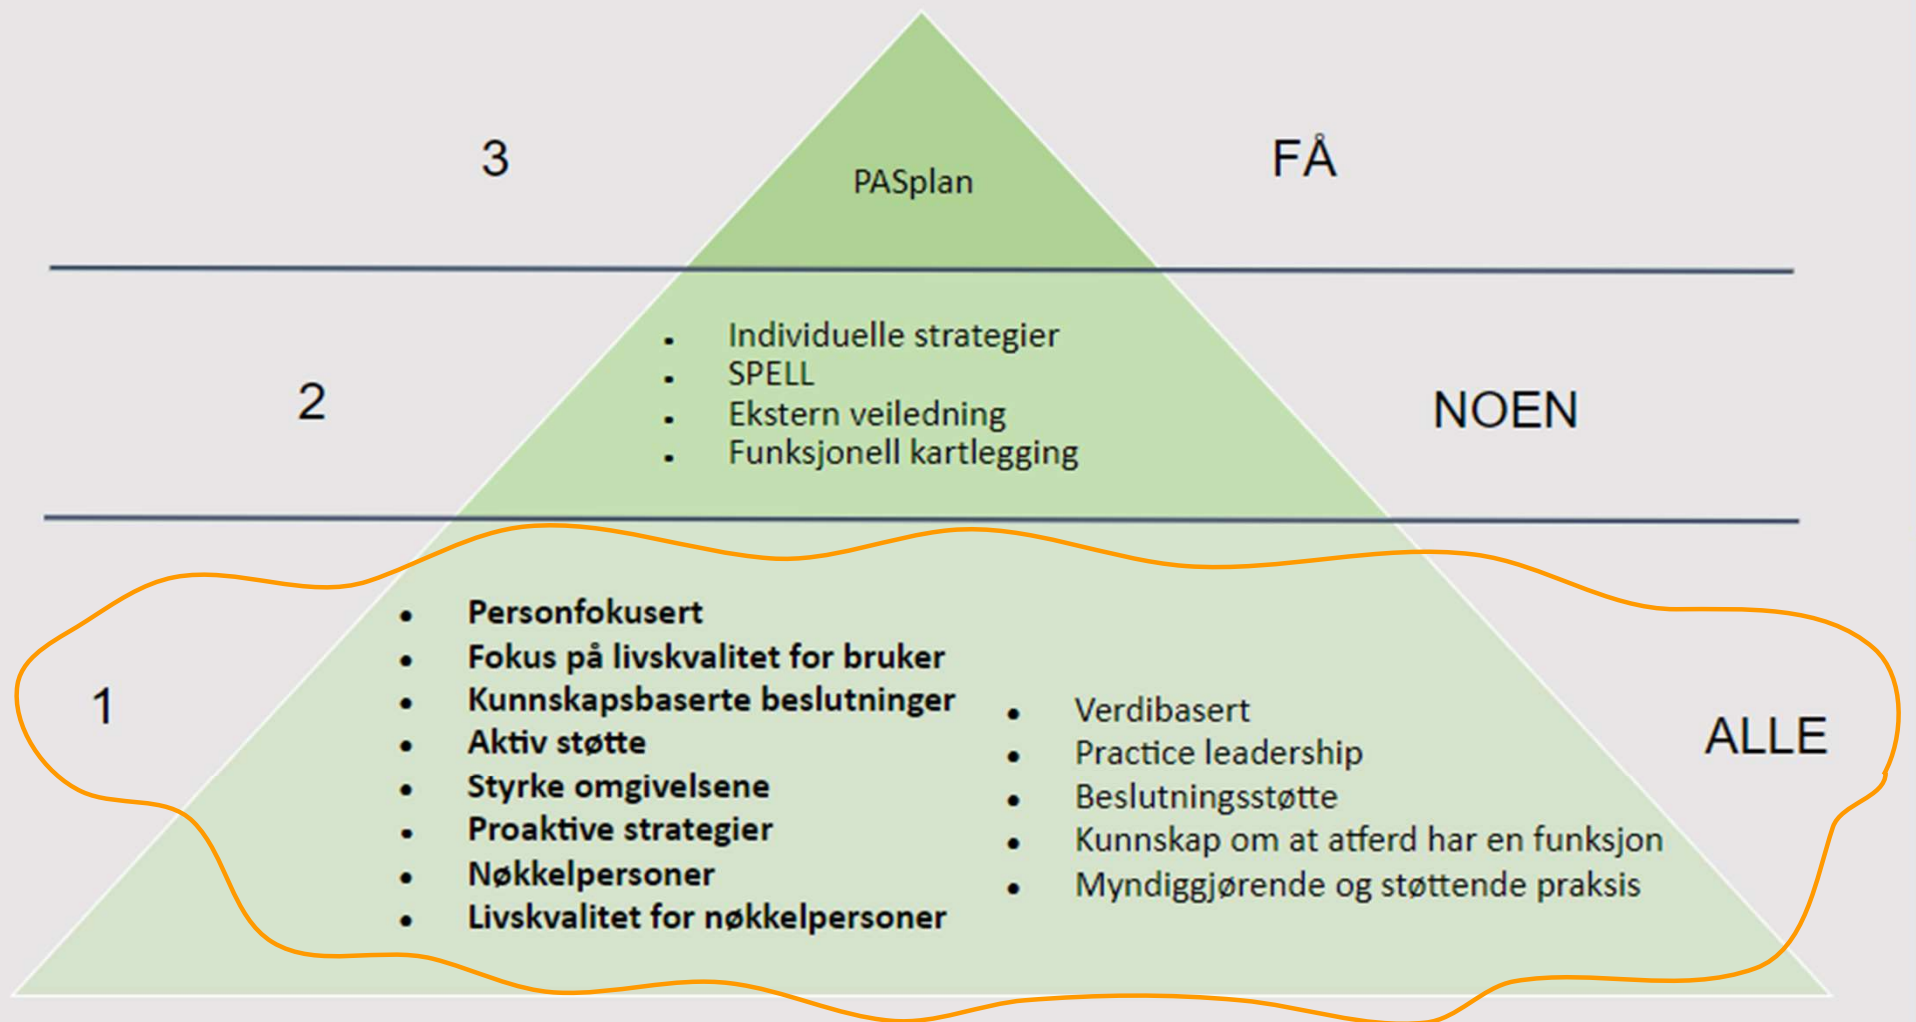 3
PASplan
FÅ
2
Individuelle strategier
SPELL
Ekstern veiledning
Funksjonell kartlegging
NOEN
1
Personfokusert
Fokus på livskvalitet for bruker
Kunnskapsbaserte beslutninger
Aktiv støtte
Styrke omgivelsene
Proaktive strategier
Nøkkelpersoner
Livskvalitet for nøkkelpersoner
Verdibasert
Practice leadership
Beslutningsstøtte
Kunnskap om at atferd har en funksjon
Myndiggjørende og støttende praksis
ALLE